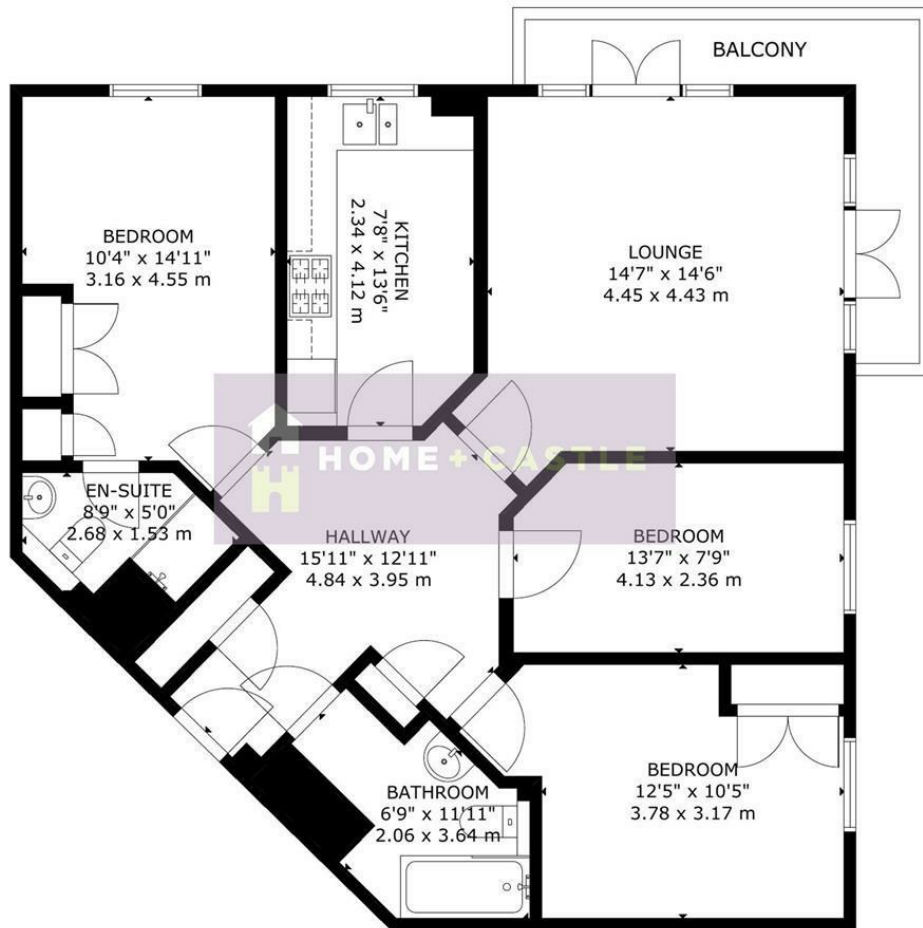 BALCONY
BEDROOM
10'4" x 14'11"
3.16 x 4.55 m
KITCHEN
7'8" x 13'6"
2.34 x 4.12 m
LOUNGE
14'7" x 14'6"
4.45 x 4.43 m
HOME + CASTLE
EN-SUITE
8'9" x 5'0"
2.68 x 1.53 m
HALLWAY
15'11" x 12'11"
4.84 x 3.95 m
BEDROOM
13'7" x 7'9"
4.13 x 2.36 m
BATHROOM
6'9" x 11'11"
2.06 x 3.64 m
BEDROOM
12'5" x 10'5"
3.78 x 3.17 m